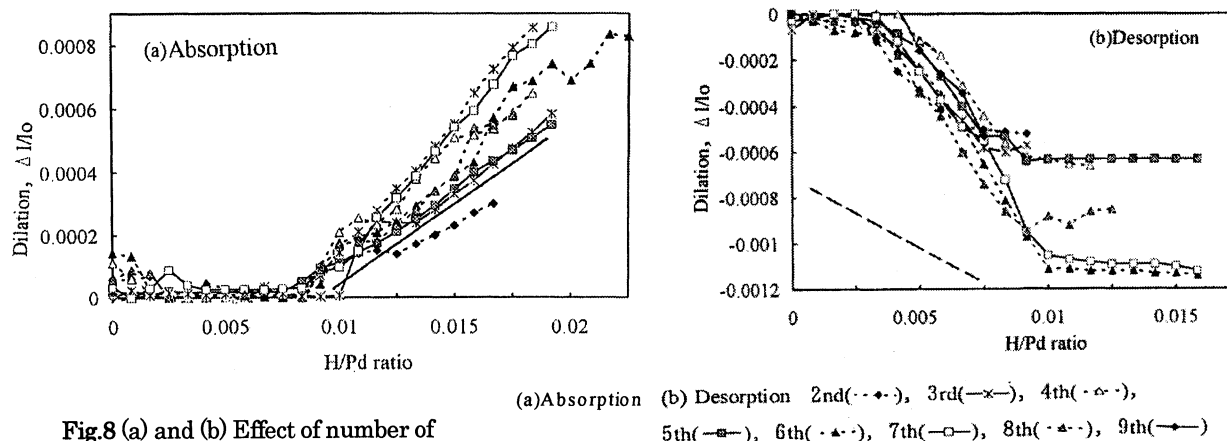 (a)Absorption
0.0008
0.0006
0.0004
0.0002
0
Dilation, Δ l/lo
0 0.005 0.01 0.015 0.02
H/Pd ratio
(b)Desorption
0
-0.0002
-0.0004
-0.0006
-0.0008
-0.001
-0.0012
Dilation, Δ l/lo
0 0.005 0.01 0.015
H/Pd ratio
(a)Absorption (b) Desorption 2nd( ), 3rd( ), 4th( ),
5th( ), 6th( ), 7th( ), 8th( ), 9th( )
Fig.8 (a) and (b) Effect of number of